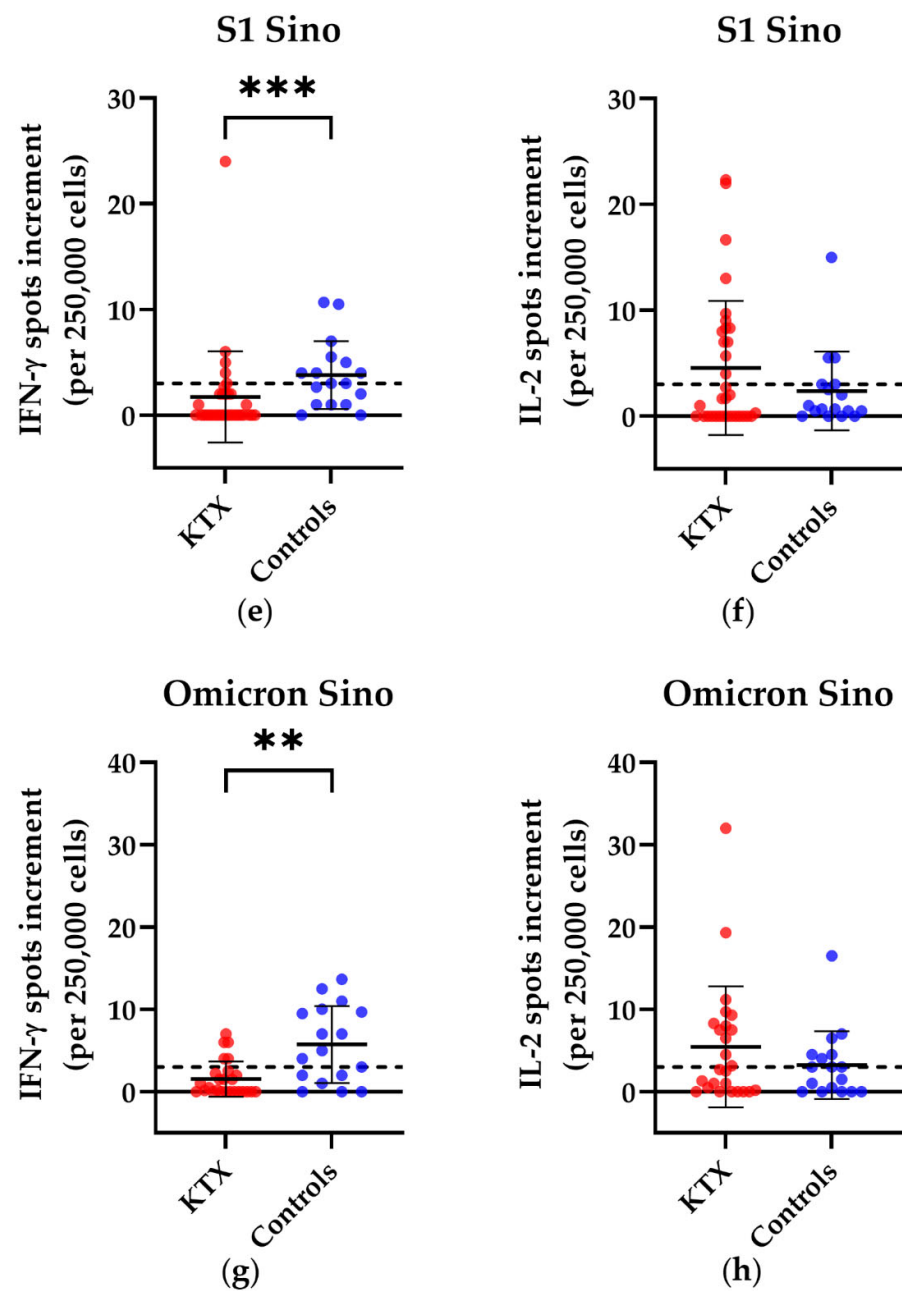 S1 Sino
IFN-γ spots increment
(per 250,000 cells)
30
20
10
0
***
KTX
Controls
(e)
S1 Sino
IL-2 spots increment
(per 250,000 cells)
30
20
10
0
KTX
Controls
(f)
Omicron Sino
IFN-γ spots increment
(per 250,000 cells)
40
30
20
10
0
**
KTX
Controls
(g)
Omicron Sino
IL-2 spots increment
(per 250,000 cells)
40
30
20
10
0
KTX
Controls
(h)